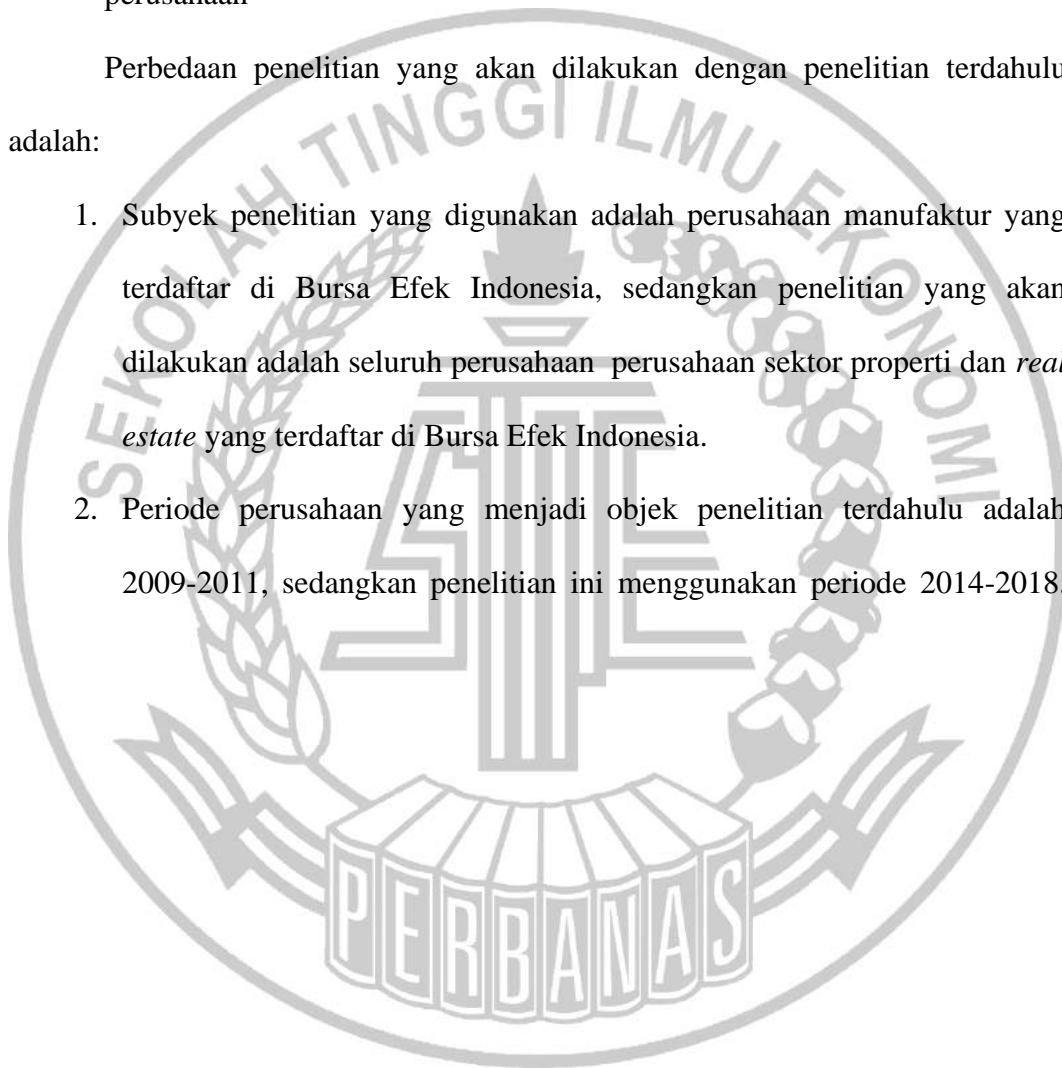 perusahaan
Perbedaan penelitian yang akan dilakukan dengan penelitian terdahulu
adalah:
1. Subyek penelitian yang digunakan adalah perusahaan manufaktur yang
terdaftar di Bursa Efek Indonesia, sedangkan penelitian yang akan
dilakukan adalah seluruh perusahaan perusahaan sektor properti dan real
estate yang terdaftar di Bursa Efek Indonesia.
2. Periode perusahaan yang menjadi objek penelitian terdahulu adalah
2009-2011, sedangkan penelitian ini menggunakan periode 2014-2018.
SEKOLAH TINGGI ILMU EKONOMI
PERBANAS